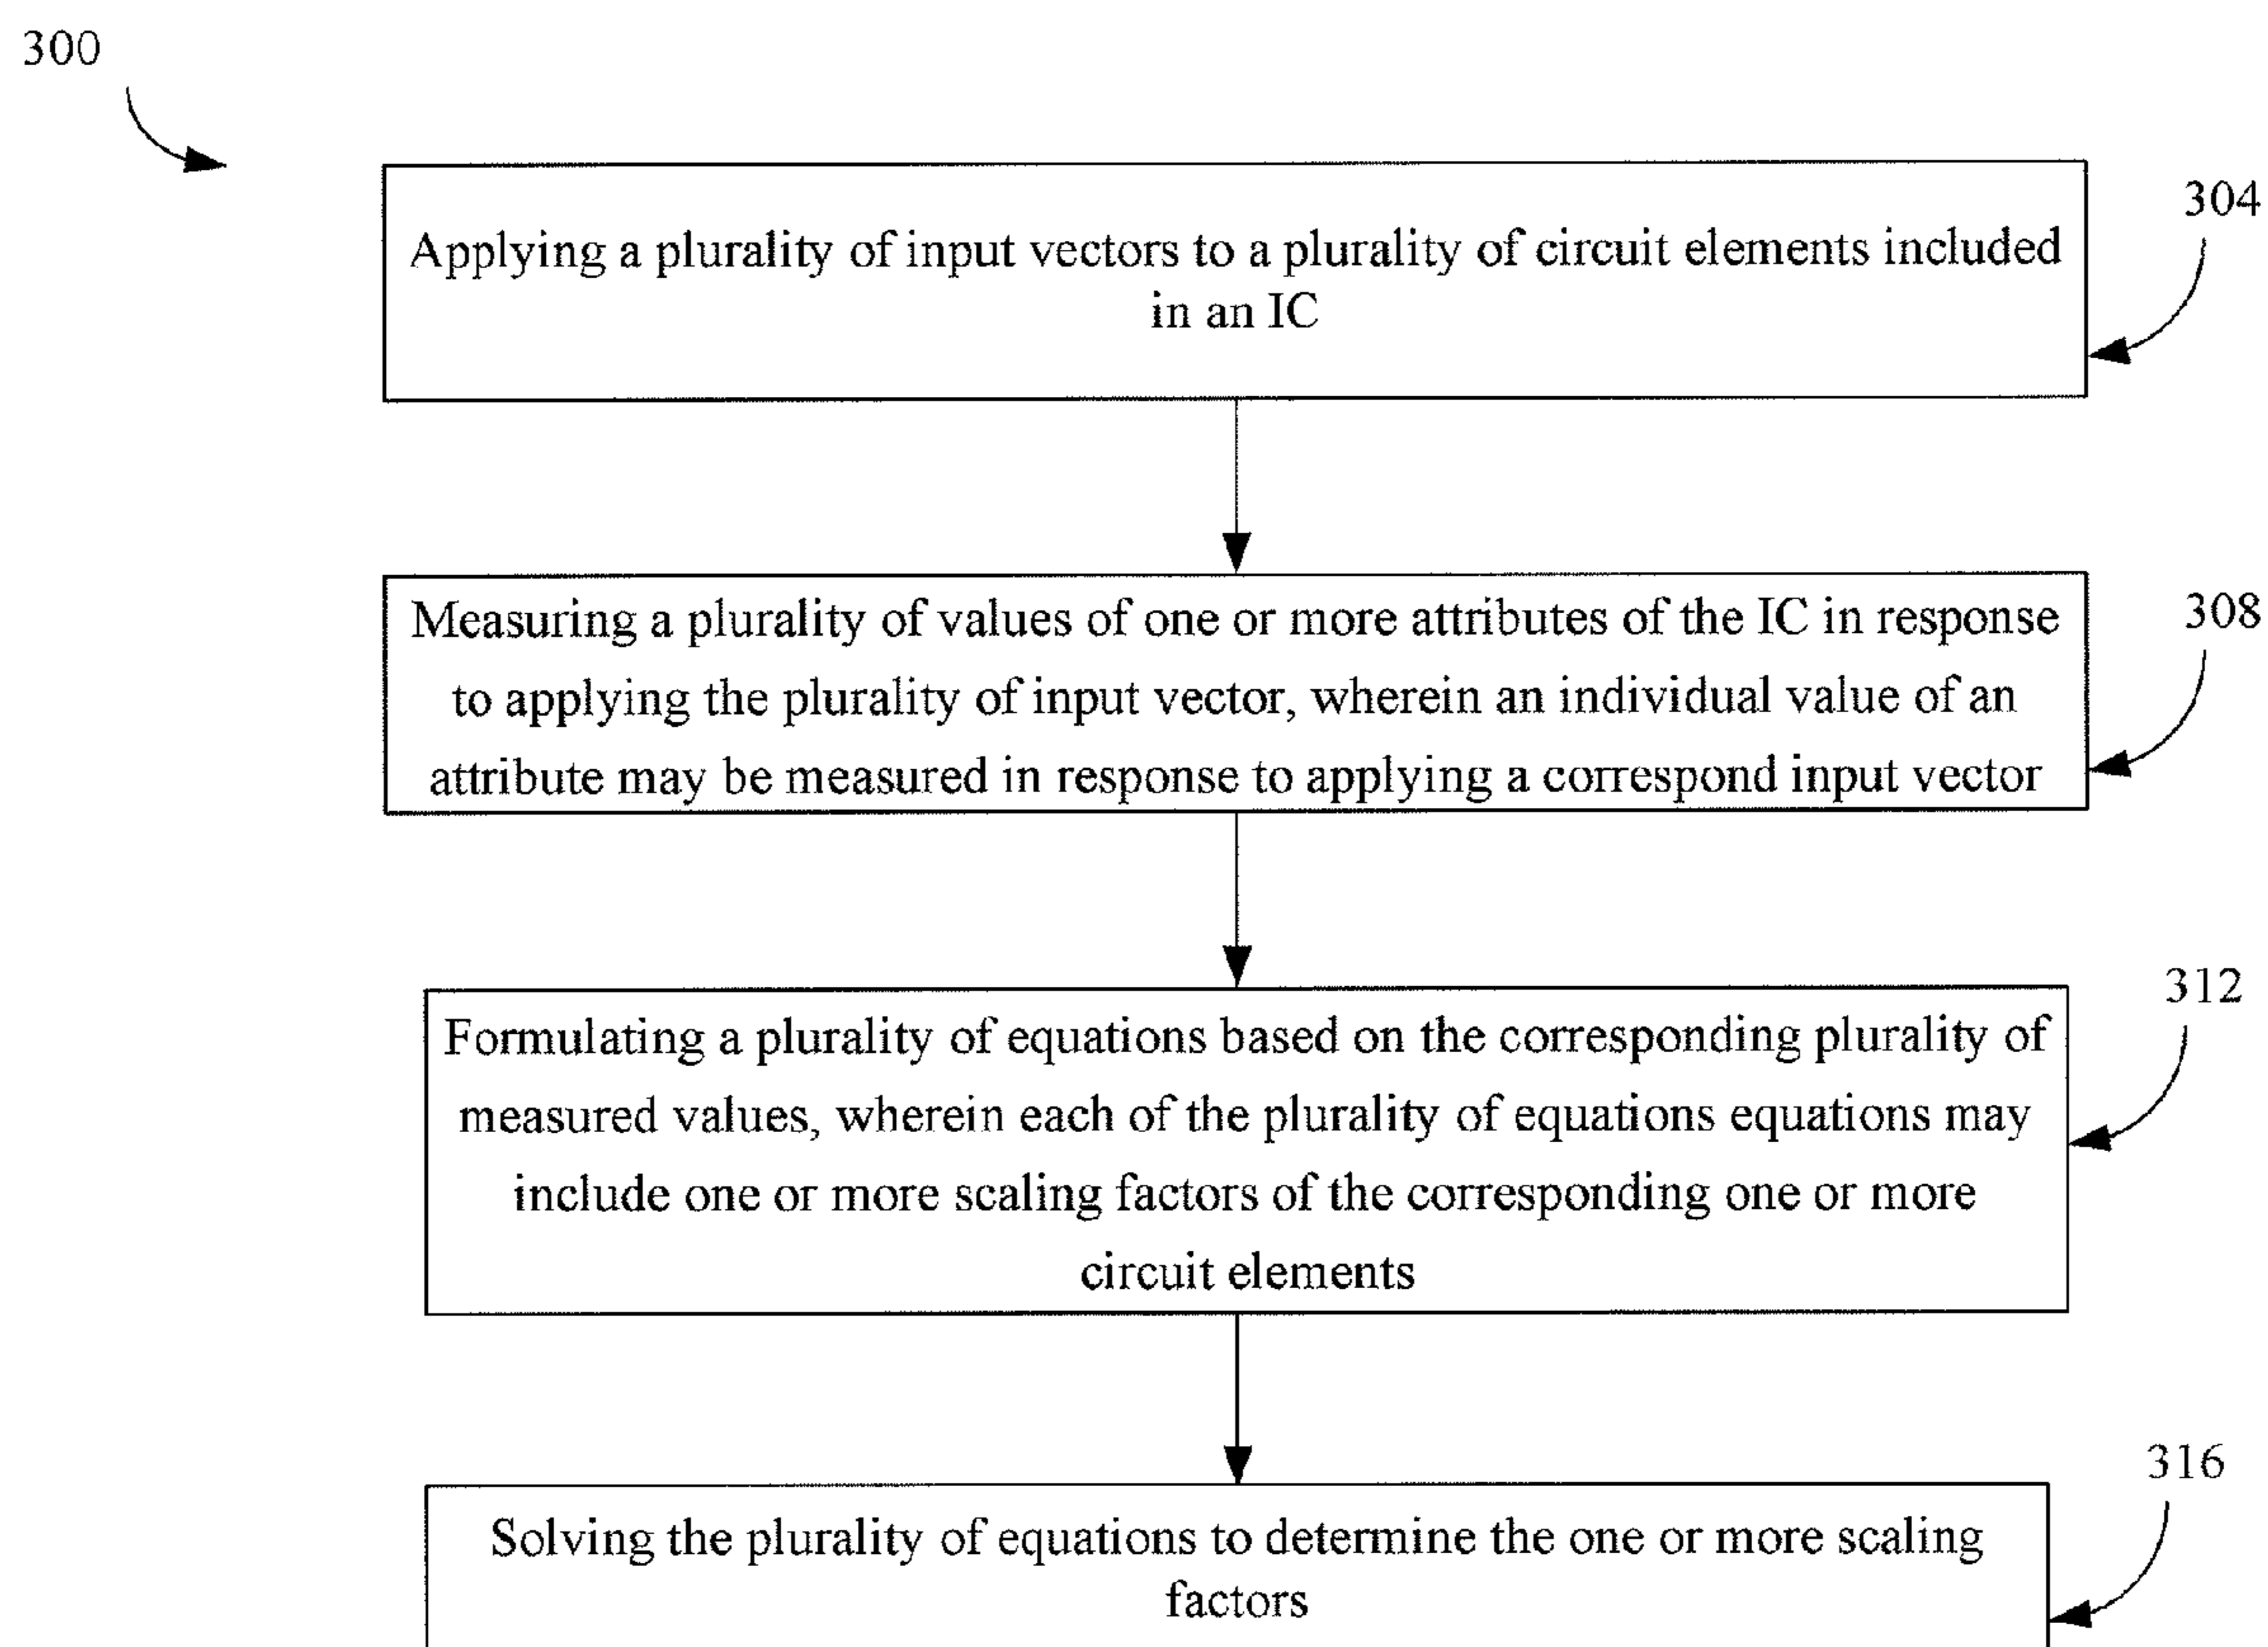 300
304
Applying a plurality of input vectors to a plurality of circuit elements included
in an IC
308
Measuring a plurality of values of one or more attributes of the IC in response
to applying the plurality of input vector, wherein an individual value of an
attribute may be measured in response to applying a correspond input vector
312
Formulating a plurality of equations based on the corresponding plurality of
measured values, wherein each of the plurality of equations equations may
include one or more scaling factors of the corresponding one or more
circuit elements
316
Solving the plurality of equations to determine the one or more scaling
factors